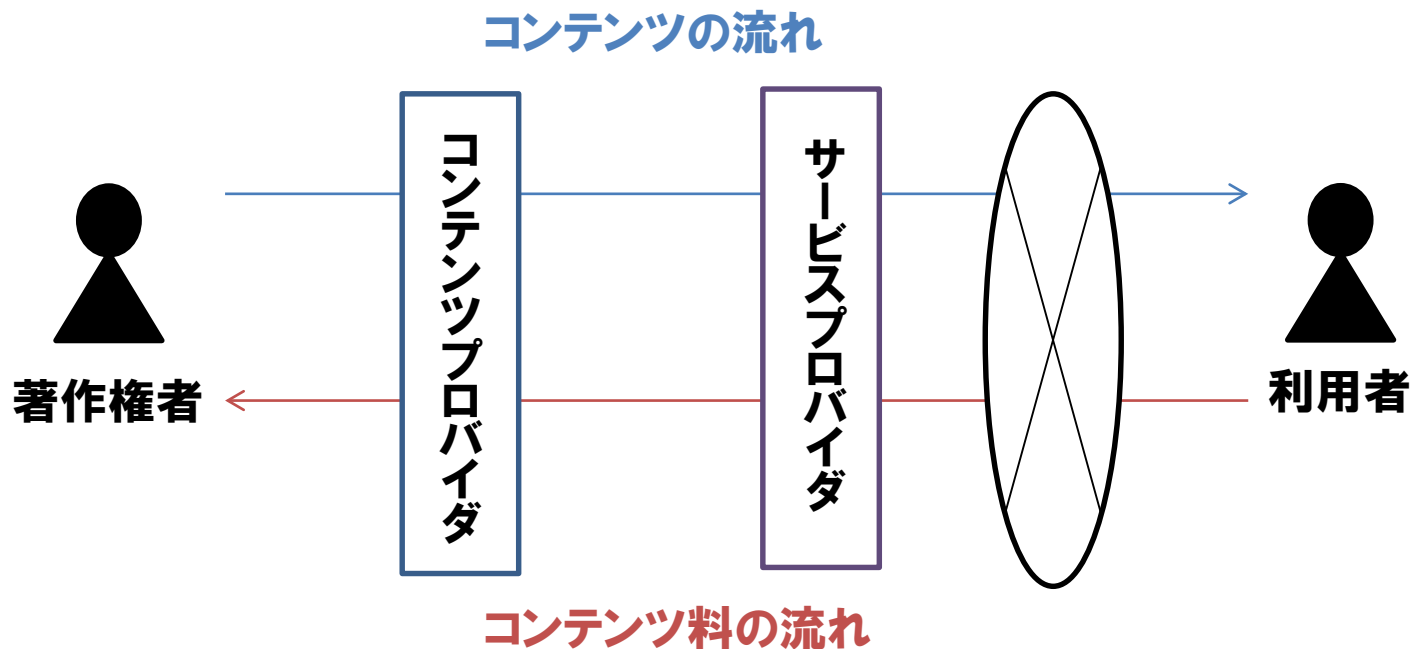 コンテンツの流れ
著作権者
コンテンツプロバイダ
サービスプロバイダ
利用者
コンテンツ料の流れ